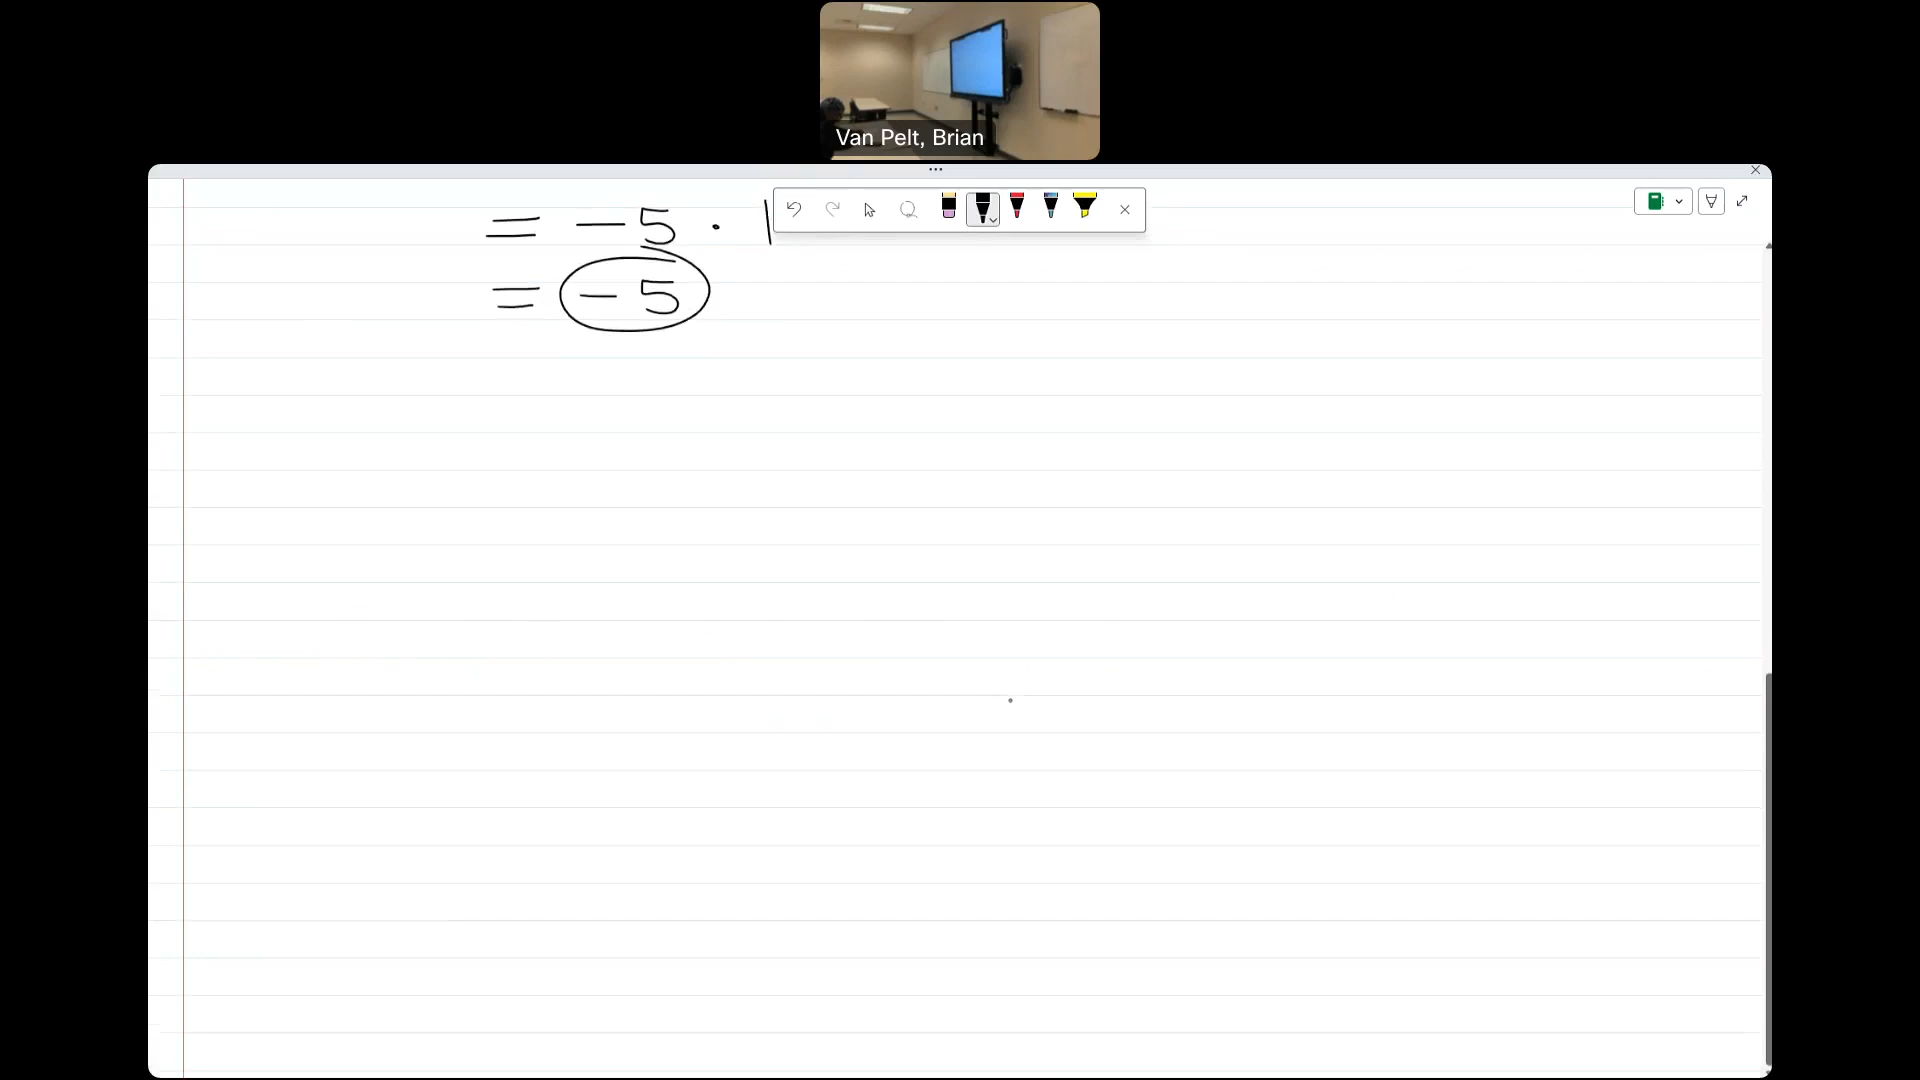 Van Pelt, Brian
= -5 · 1
= -5